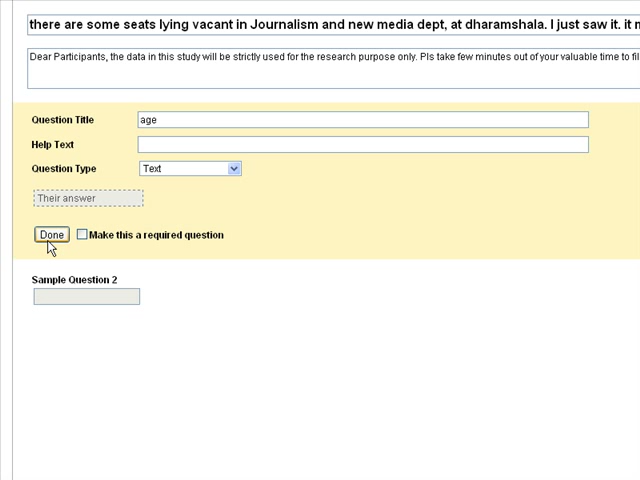 there are some seats lying vacant in Journalism and new media dept, at dharamshala. I just saw it. it
Dear Participants, the data in this study will be strictly used for the research purpose only. Pls take few minutes out of your valuable time to
Question Title
age
Help Text
Question Type
Text
Their answer
Done
Make this a required question
Sample Question 2